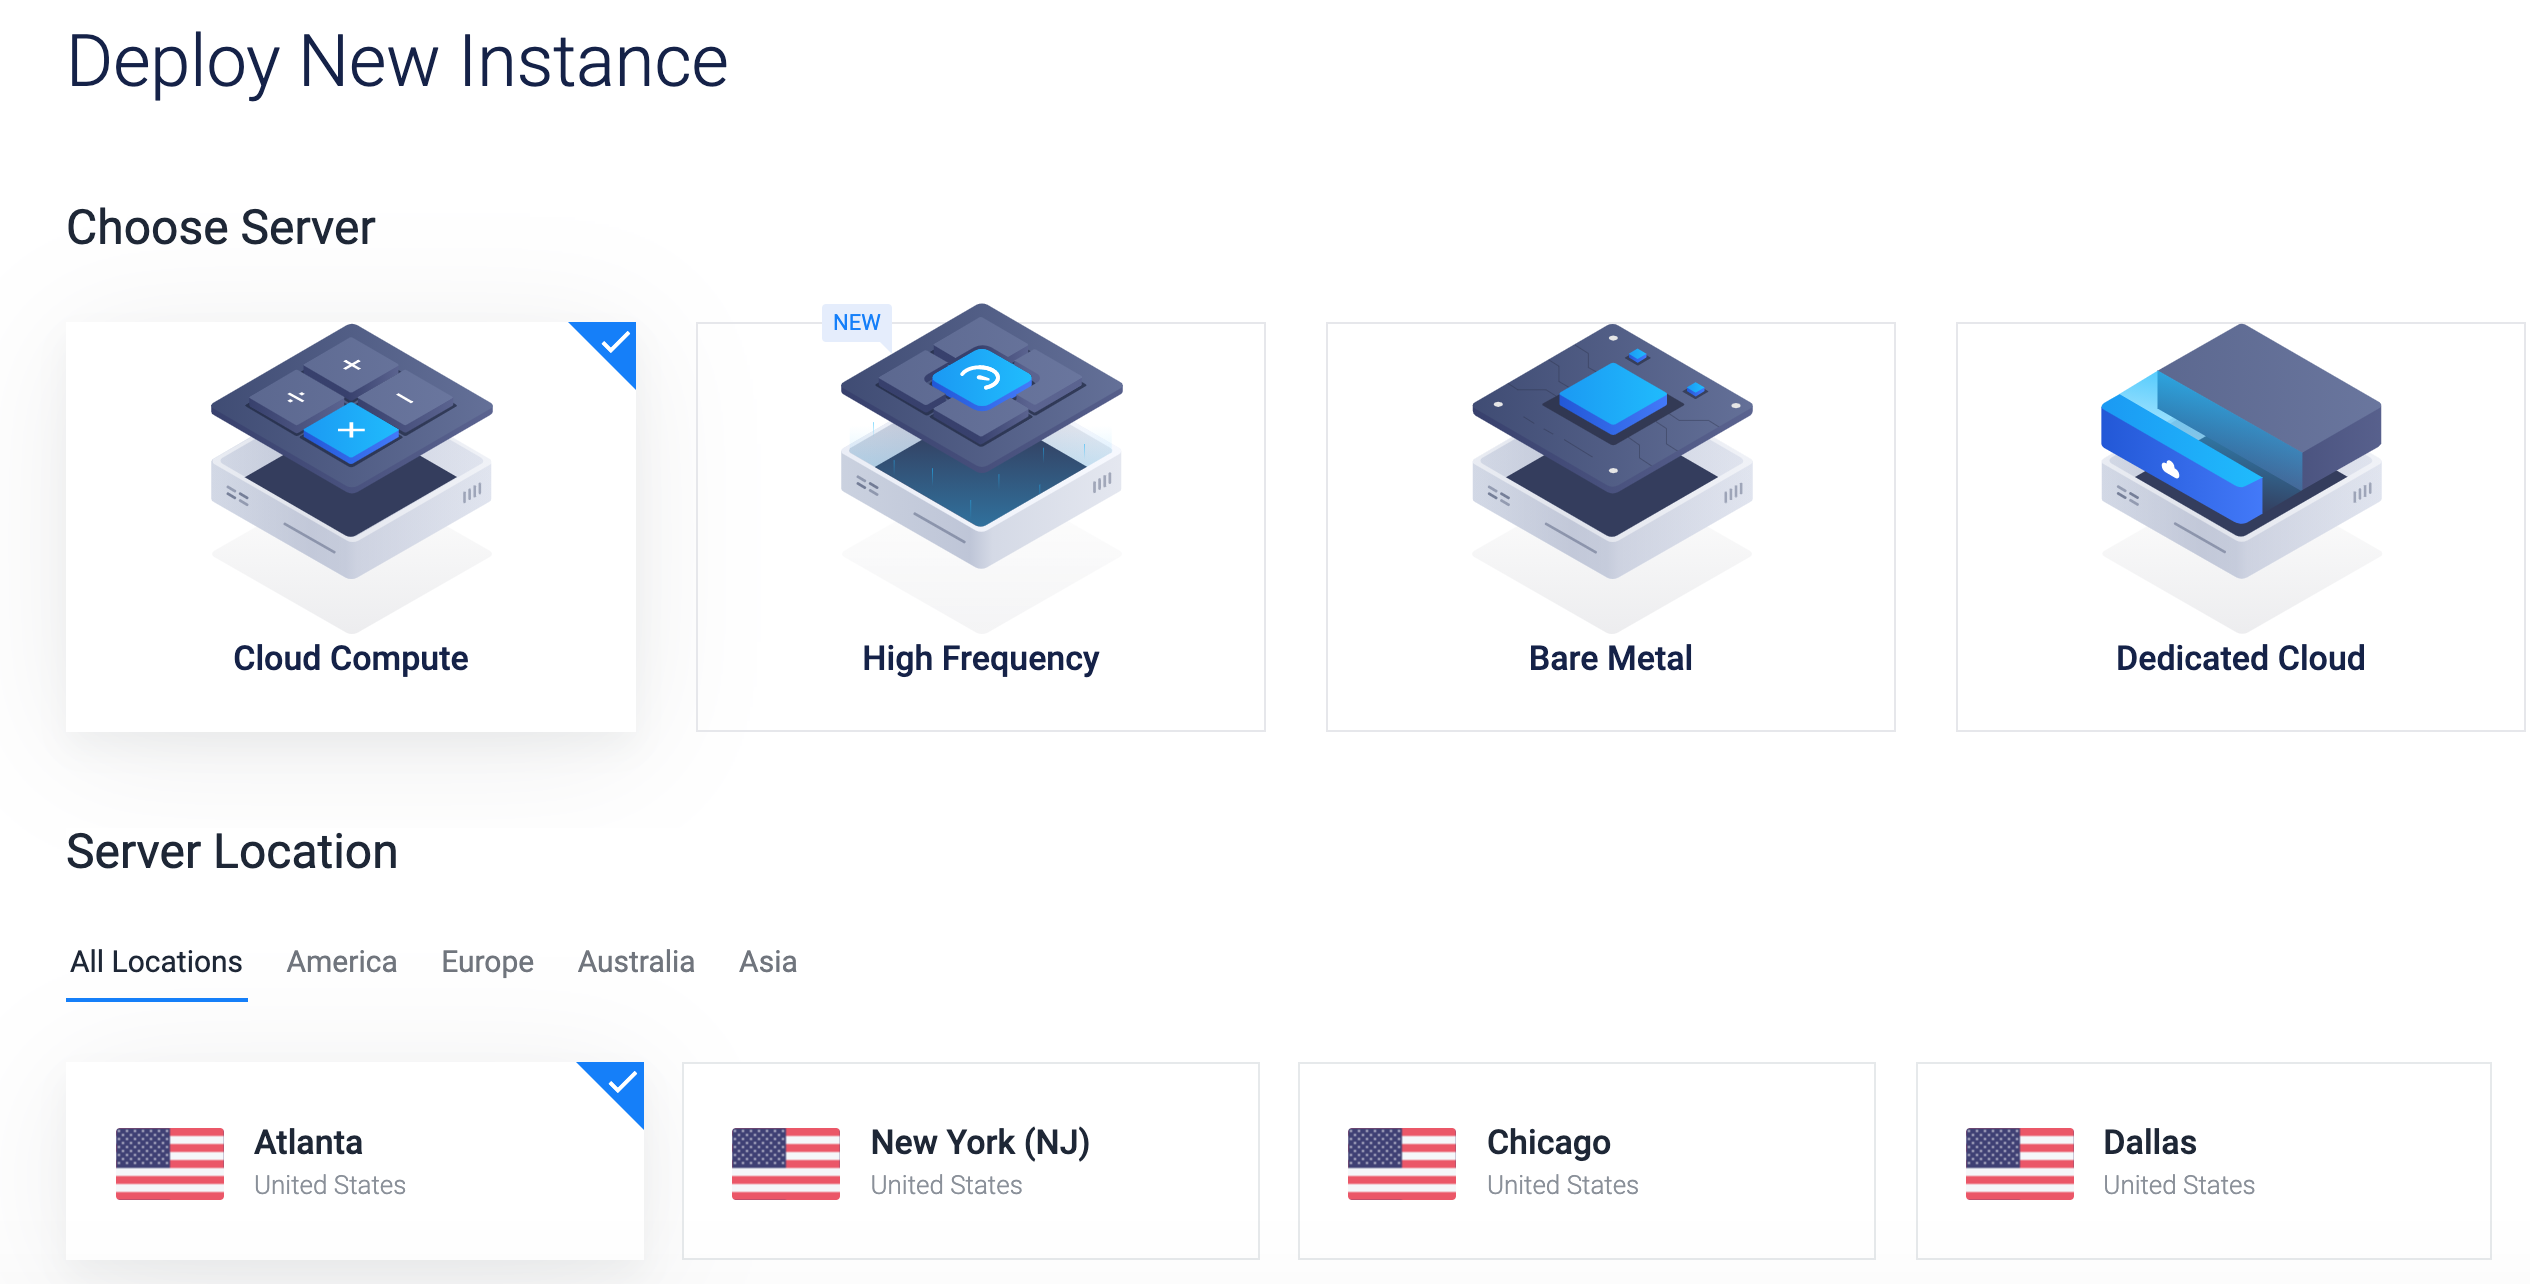 Deploy New Instance
Choose Server
NEW
Cloud Compute
High Frequency
Bare Metal
Dedicated Cloud
Server Location
All Locations America Europe Australia Asia
Atlanta
United States
New York (NJ)
United States
Chicago
United States
Dallas
United States